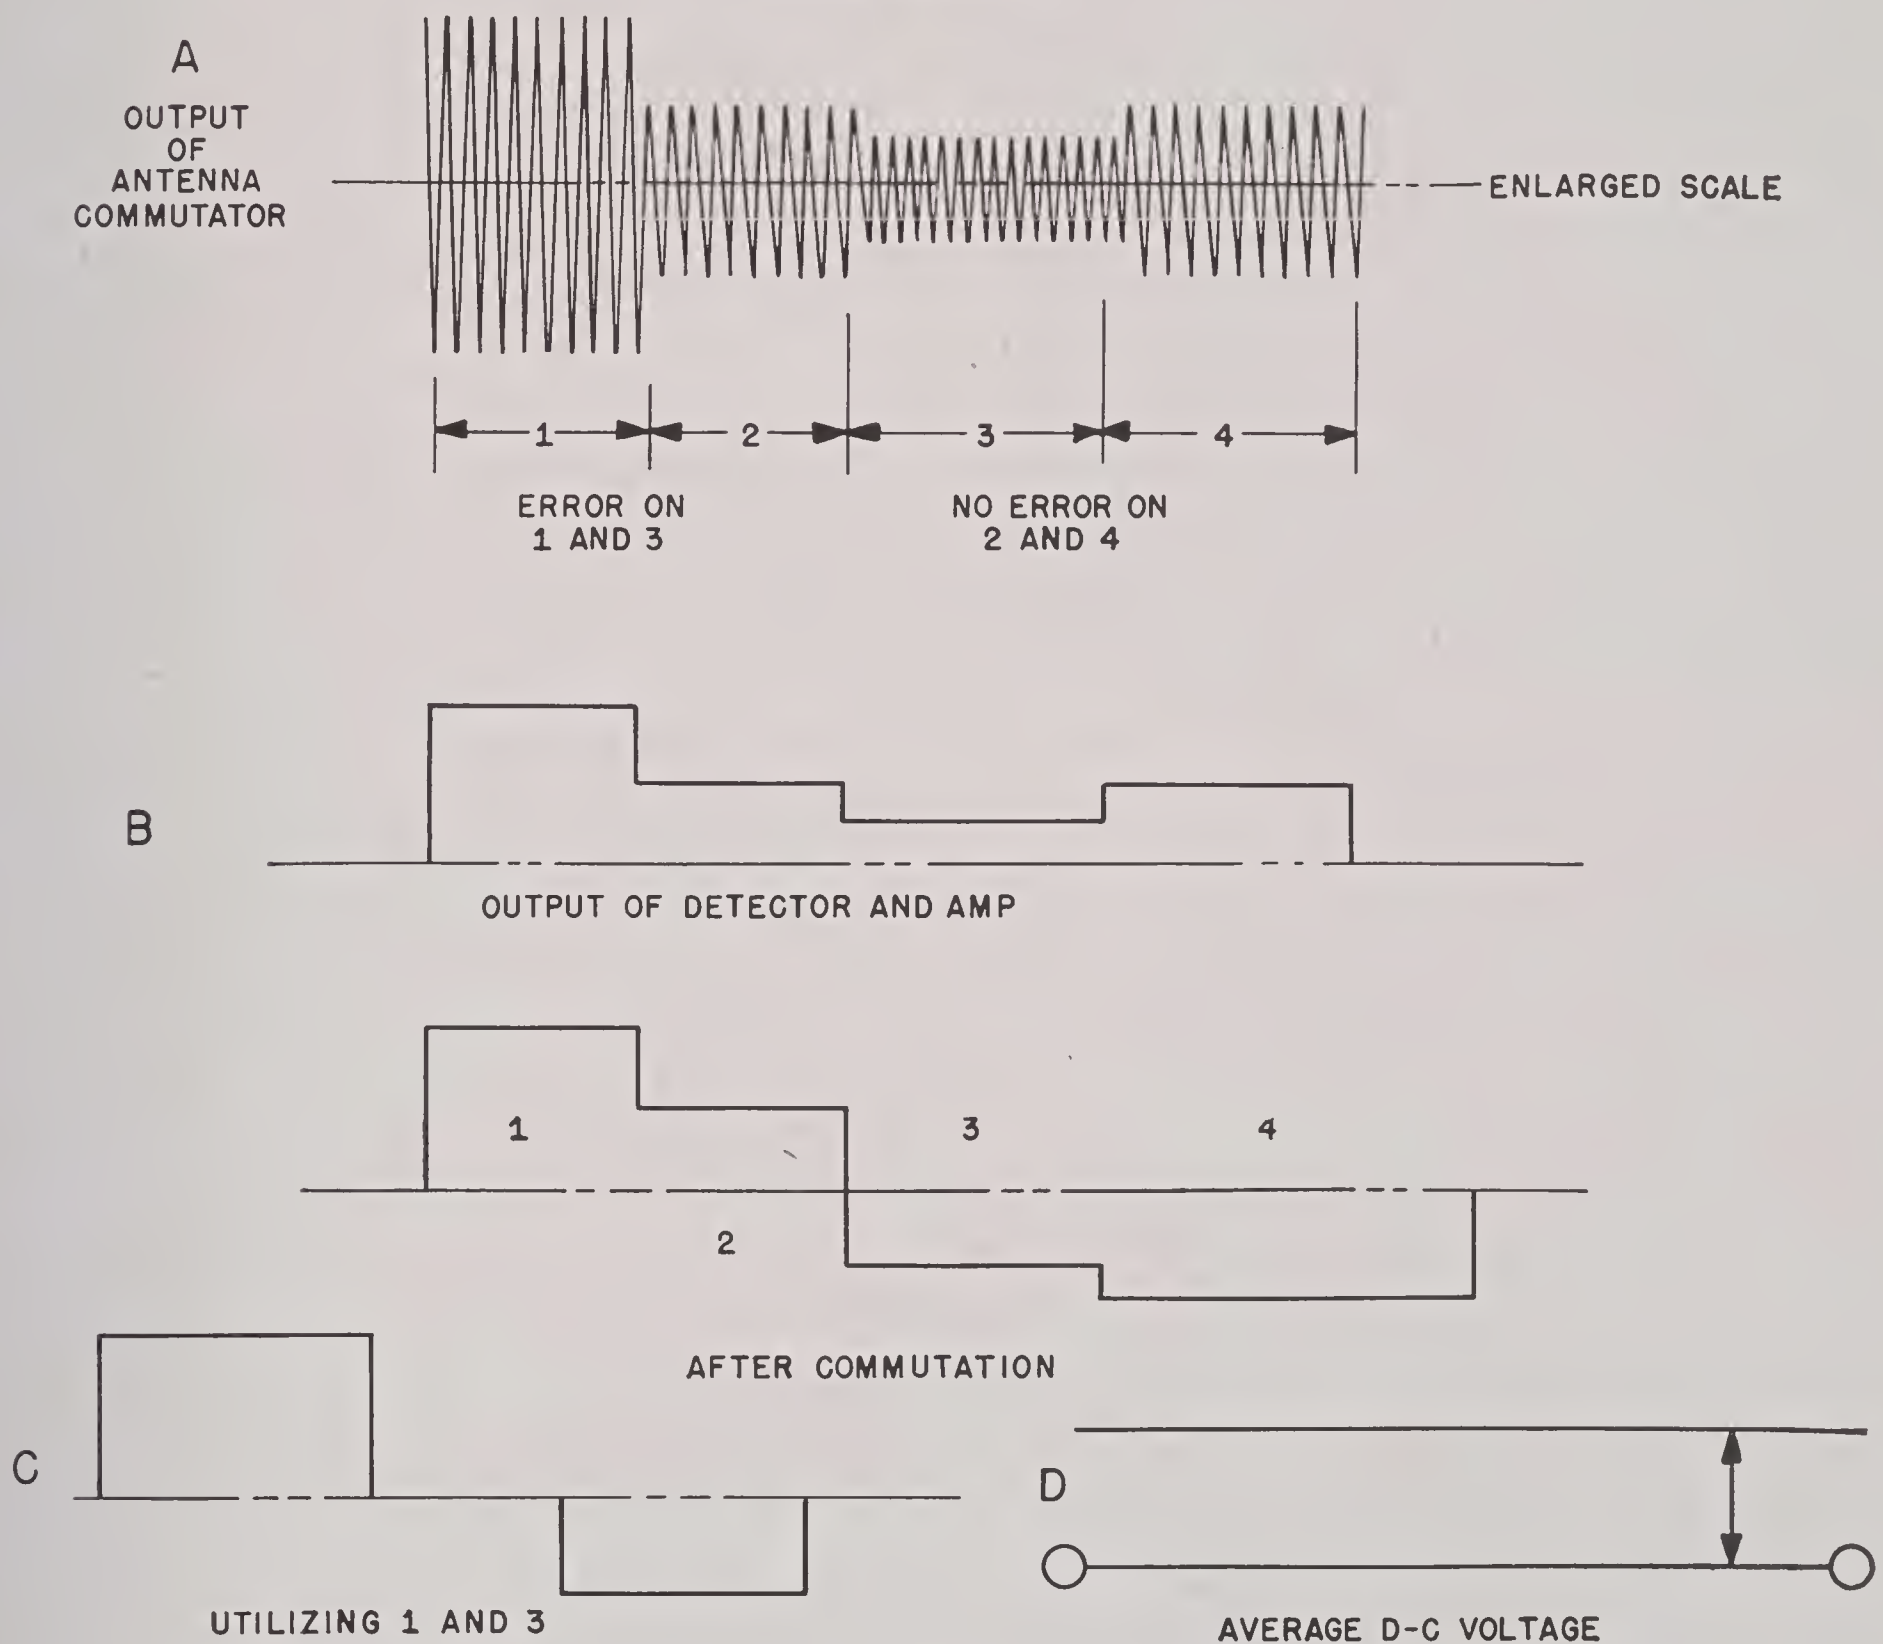 A
OUTPUT
OF
ANTENNA
COMMUTATOR
ENLARGED SCALE
1
2
3
4
ERROR ON
1 AND 3
NO ERROR ON
2 AND 4
B
OUTPUT OF DETECTOR AND AMP
1
3
4
2
AFTER COMMUTATION
C
UTILIZING 1 AND 3
D
AVERAGE D-C VOLTAGE